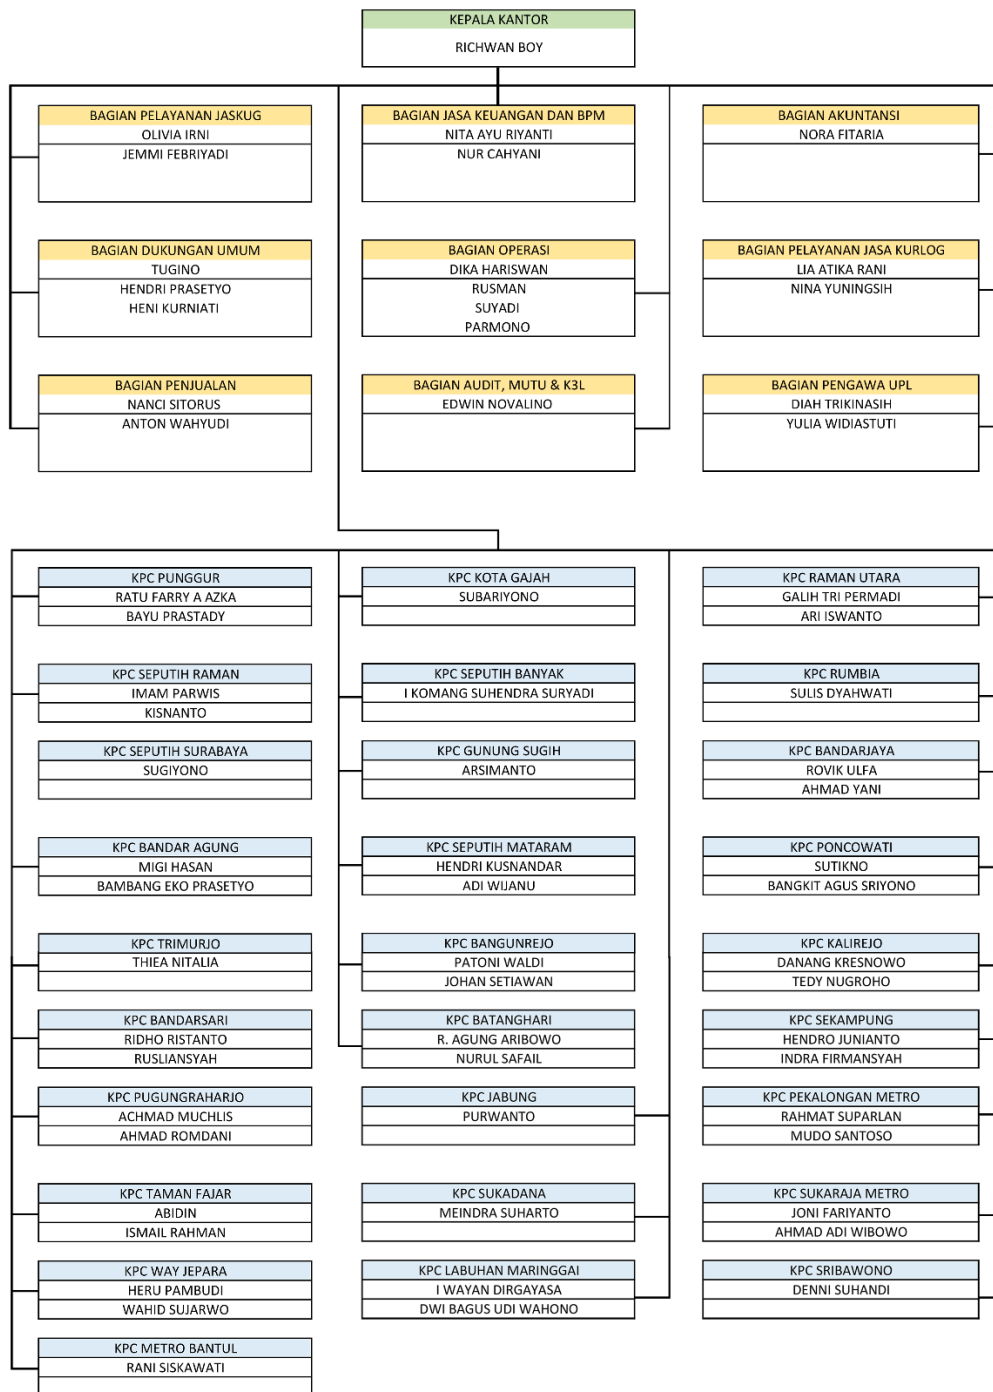 KEPALA KANTOR
RICHWAN BOY
BAGIAN PELAYANAN JASKUG
OLIVIA IRNI
JEMMI FEBRIYADI
BAGIAN JASA KEUANGAN DAN BPM
NITA AYU RIYANTI
NUR CAHYANI
BAGIAN AKUNTANSI
NORA FITARIA
BAGIAN DUKUNGAN UMUM
TUGINO
HENDRI PRASETYO
HENI KURNIATI
BAGIAN OPERASI
DIKA HARISWAN
RUSMAN
SUYADI
PARMONO
BAGIAN PELAYANAN JASA KURLOG
LIA ATIKA RANI
NINA YUNINGSIH
BAGIAN PENJUALAN
NANCI SITORUS
ANTON WAHYUDI
BAGIAN AUDIT, MUTU & K3L
EDWIN NOVALINO
BAGIAN PENGAWA UPL
DIAH TRIKINASIH
YULIA WIDIASTUTI
KPC PUNGGUR
RATU FARRY A AZKA
BAYU PRASTADY
KPC KOTA GAJAH
SUBARIYONO
KPC RAMAN UTARA
GALIH TRI PERMADI
ARI ISWANTO
KPC SEPUTIH RAMAN
IMAM PARWIS
KISNANTO
KPC SEPUTIH BANYAK
I KOMANG SUHENDRA SURYADI
KPC RUMBIA
SULIS DYAHWATI
KPC SEPUTIH SURABAYA
SUGIYONO
KPC GUNUNG SUGIH
ARSIMANTO
KPC BANDARJAYA
ROVIK ULFA
AHMAD YANI
KPC BANDAR AGUNG
MIGI HASAN
BAMBANG EKO PRASETYO
KPC SEPUTIH MATARAM
HENDRI KUSNANDAR
ADI WIJANU
KPC PONCOWATI
SUTIKNO
BANGKIT AGUS SRIYONO
KPC TRIMURJO
THIEA NITALIA
KPC BANGUNREJO
PATONI WALDI
JOHAN SETIAWAN
KPC KALIREJO
DANANG KRESNOWO
TEDY NUGROHO
KPC BANDARSARI
RIDHO RISTANTO
RUSLIANSYAH
KPC BATANGHARI
R. AGUNG ARIBOWO
NURUL SAFAIL
KPC SEKAMPUNG
HENDRO JUNIANTO
INDRA FIRMANSYAH
KPC PUGUNGRAHARJO
ACHMAD MUCHLIS
AHMAD ROMDANI
KPC JABUNG
PURWANTO
KPC PEKALONGAN METRO
RAHMAT SUPARLAN
MUDO SANTOSO
KPC TAMAN FAJAR
ABIDIN
ISMAIL RAHMAN
KPC SUKADANA
MEINDRA SUHARTO
KPC SUKARAJA METRO
JONI FARIYANTO
AHMAD ADI WIBOWO
KPC WAY JEPARA
HERU PAMBUDI
WAHID SUJARWO
KPC LABUHAN MARINGGAI
I WAYAN DIRGAYASA
DWI BAGUS UDI WAHONO
KPC SRIBAWONO
DENNI SUHANDI
KPC METRO BANTUL
RANI SISKAWATI